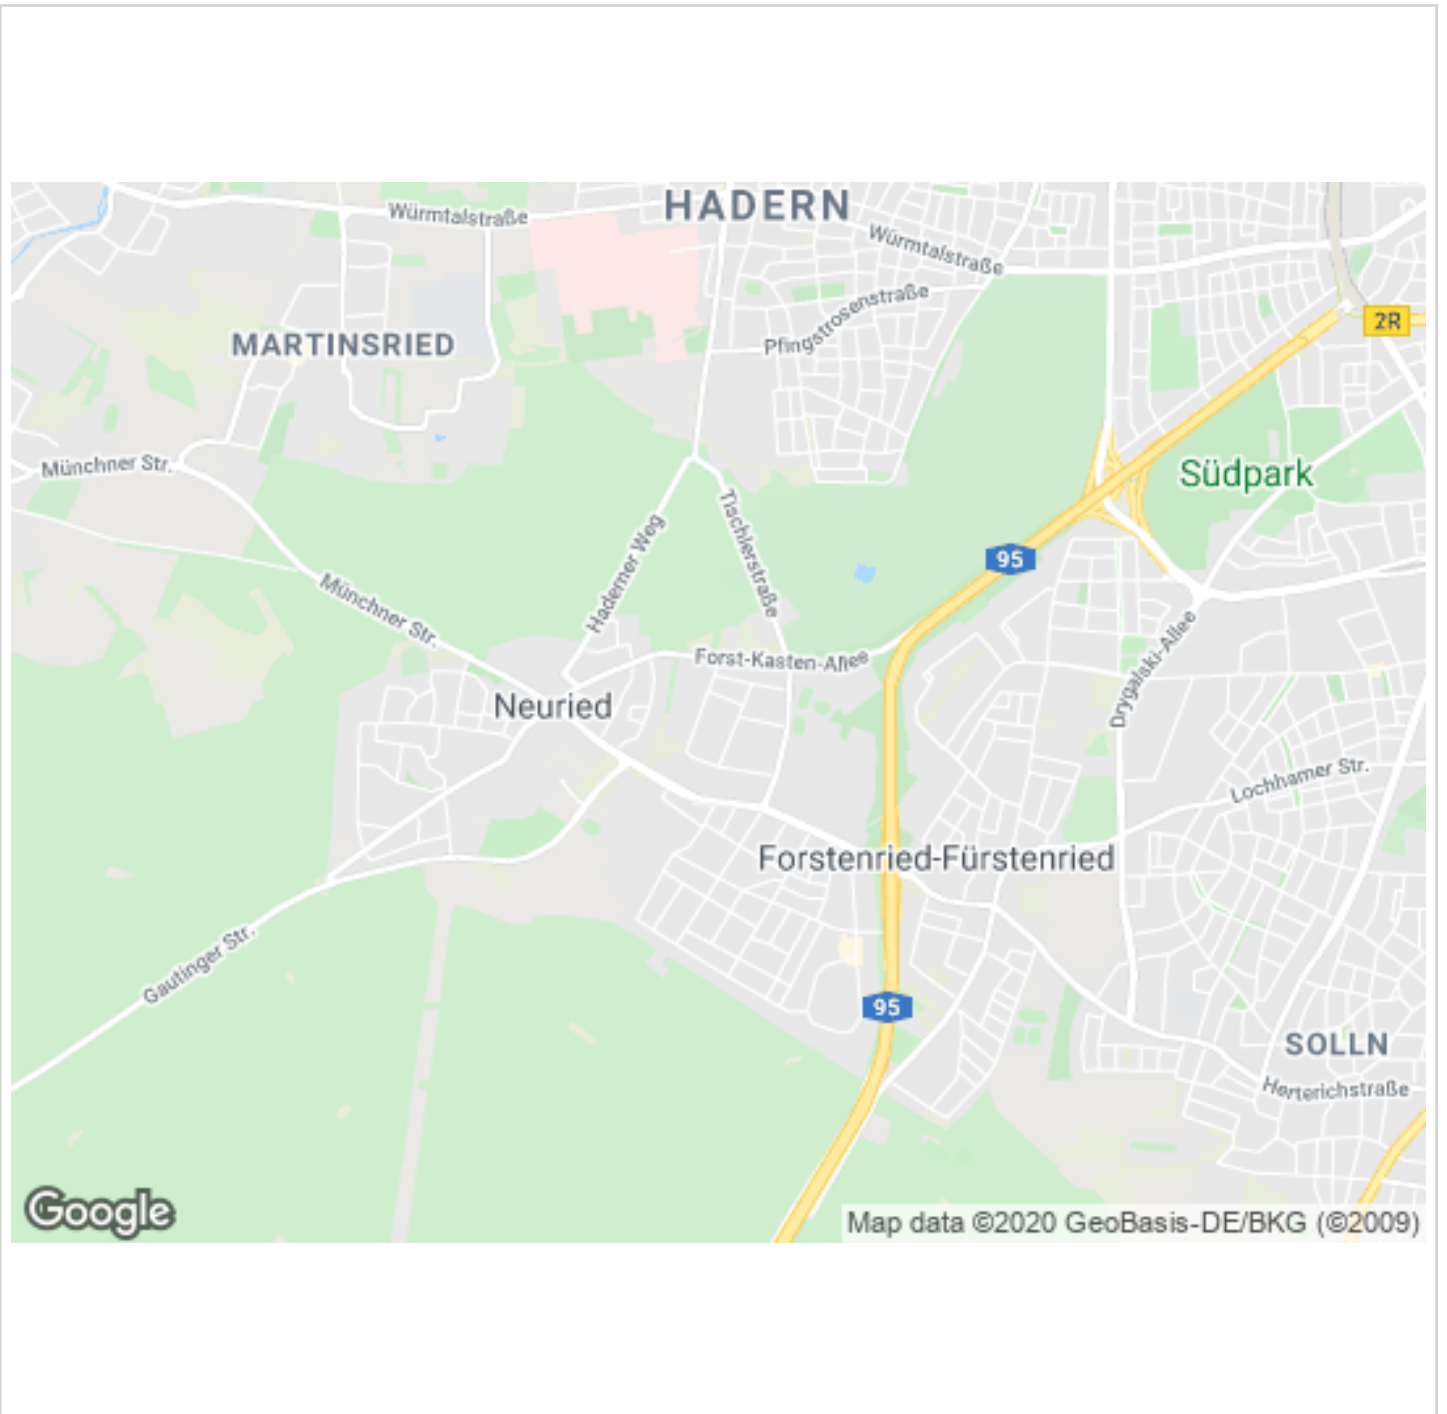 HADERN
Würmtalstraße
Würmtalstraße
Pfingstrosenstraße
2R
MARTINSRIED
Münchner Str.
Südpark
Tischlerstraße
Haderner Weg
95
Münchner Str.
Forst-Kasten-Allee
Drygalski-Allee
Neuried
Lochhamer Str.
Forstenried-Fürstenried
Gautinger Str.
95
SOLLN
Herterichstraße
Google
Map data ©2020 GeoBasis-DE/BKG (©2009)